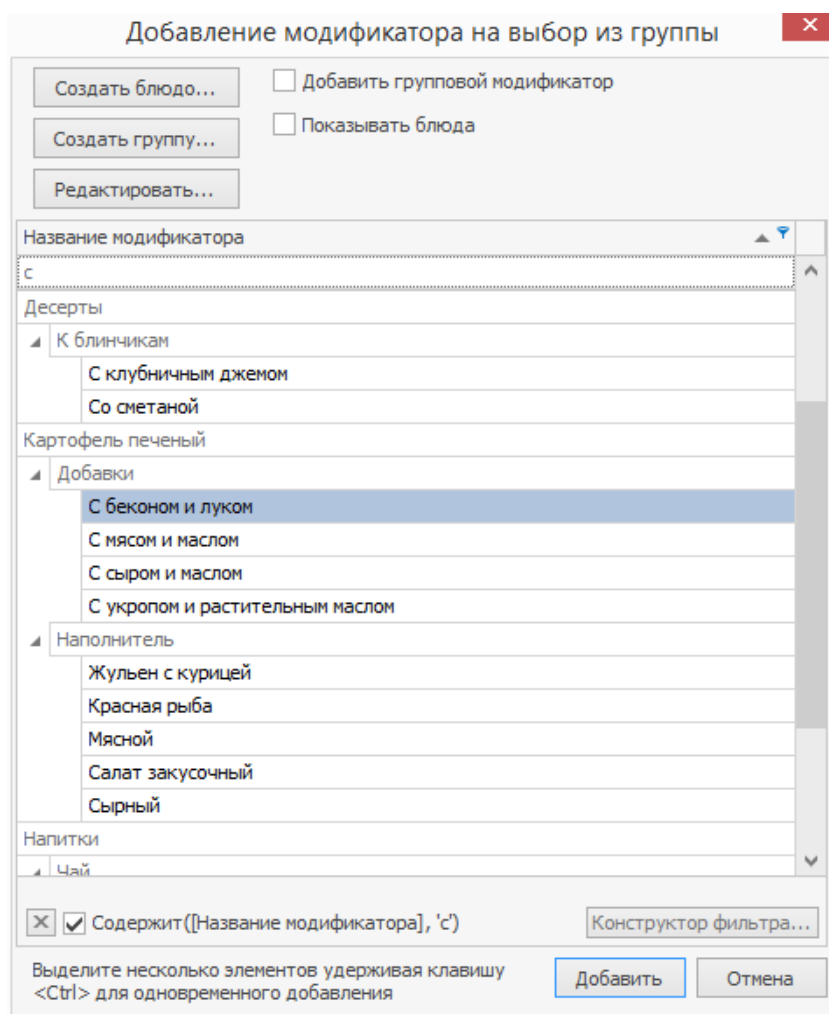 Добавление модификатора на выбор из группы
Создать блюдо...
Добавить групповой модификатор
Создать группу...
Показывать блюда
Редактировать...
Название модификатора
с
Десерты
К блинчикам
С клубничным джемом
Со сметаной
Картофель печеный
Добавки
С беконом и луком
С мясом и маслом
С сыром и маслом
С укропом и растительным маслом
Наполнитель
Жульен с курицей
Красная рыба
Мясной
Салат закусочный
Сырный
Напитки
Чай
Содержит([Название модификатора], 'с')
Конструктор фильтра...
Выделите несколько элементов удерживая клавишу
<Ctrl> для одновременного добавления
Добавить
Отмена